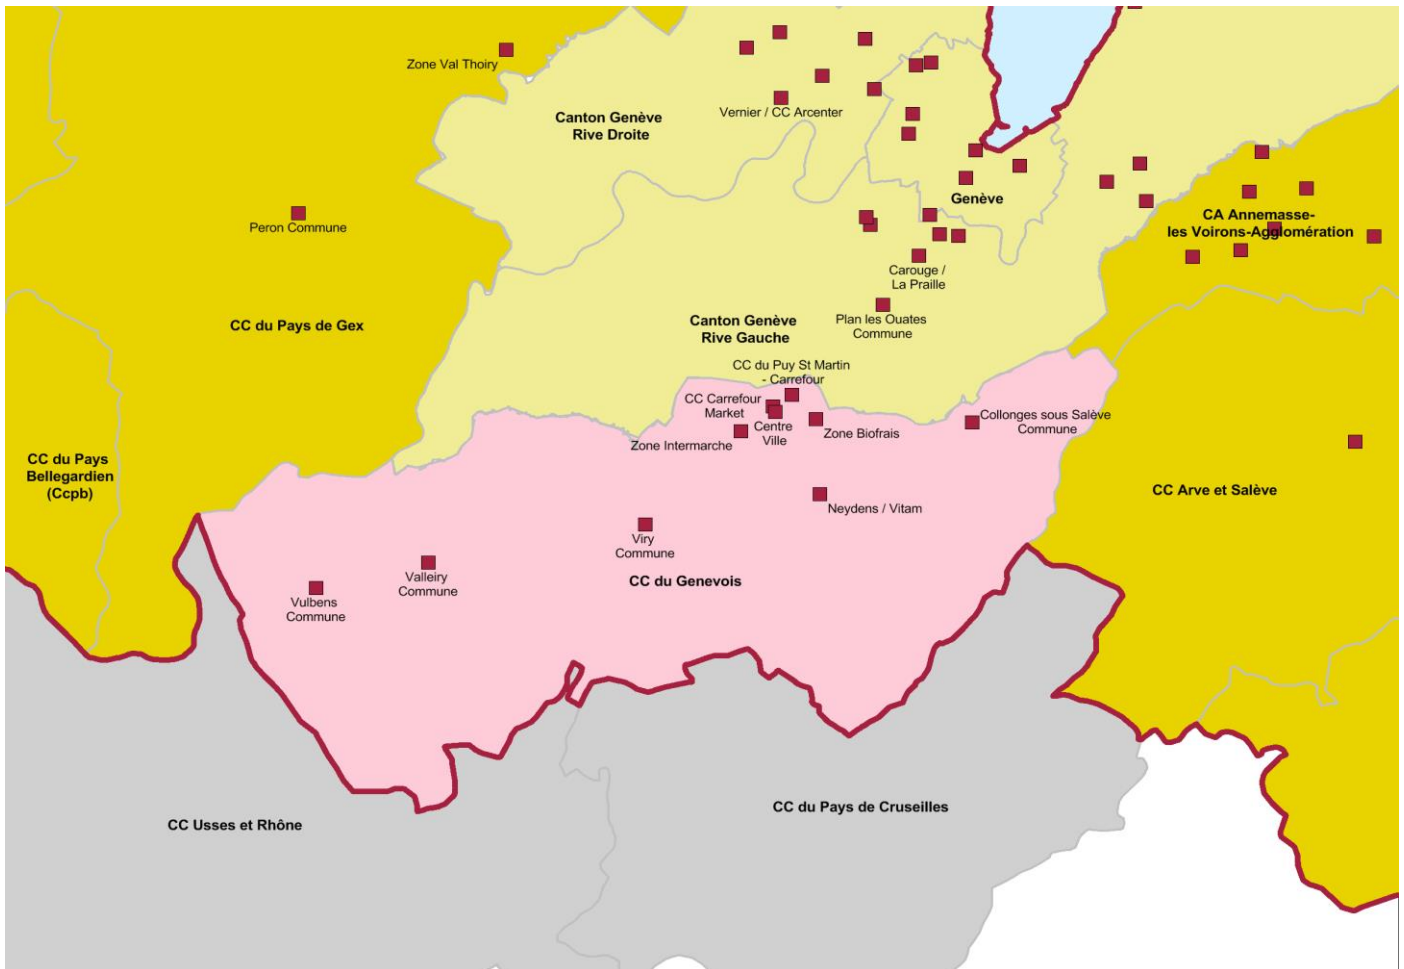 Zone Val Thoiry
Canton Genève
Rive Droite
Vernier / CC Arcenter
Genève
CA Annemasse-
les Voirons-Agglomération
Peron Commune
Carouge /
La Praille
CC du Pays de Gex
Canton Genève
Rive Gauche
Plan les Ouates
Commune
CC du Puy St Martin
- Carrefour
CC Carrefour
Market
Centre
Ville
Zone Intermarche
Zone Biofrais
Collonges sous Salève
Commune
CC du Pays
Bellegardien
(Ccpb)
CC Arve et Salève
Neydens / Vitam
Viry
Commune
CC du Genevois
Valleiry
Commune
Vulbens
Commune
CC Usses et Rhône
CC du Pays de Cruseilles